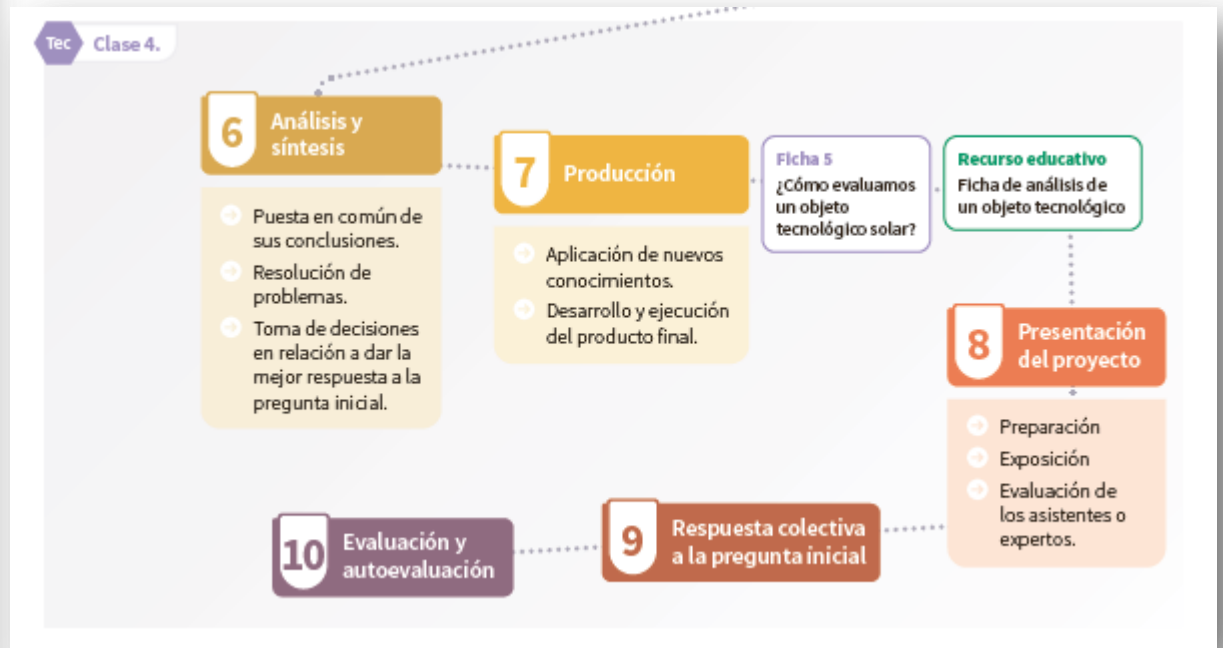 Tec
Clase 4.
6
Análisis y
síntesis
Puesta en común de
sus conclusiones.
Resolución de
problemas.
Toma de decisiones
en relación a dar la
mejor respuesta a la
pregunta inicial.
7
Producción
Aplicación de nuevos
conocimientos.
Desarrollo y ejecución
del producto final.
Ficha 5
¿Cómo evaluamos
un objeto
tecnológico solar?
Recurso educativo
Ficha de análisis de
un objeto tecnológico
8
Presentación
del proyecto
Preparación
Exposición
Evaluación de
los asistentes o
expertos.
9
Respuesta colectiva
a la pregunta inicial
10
Evaluación y
autoevaluación